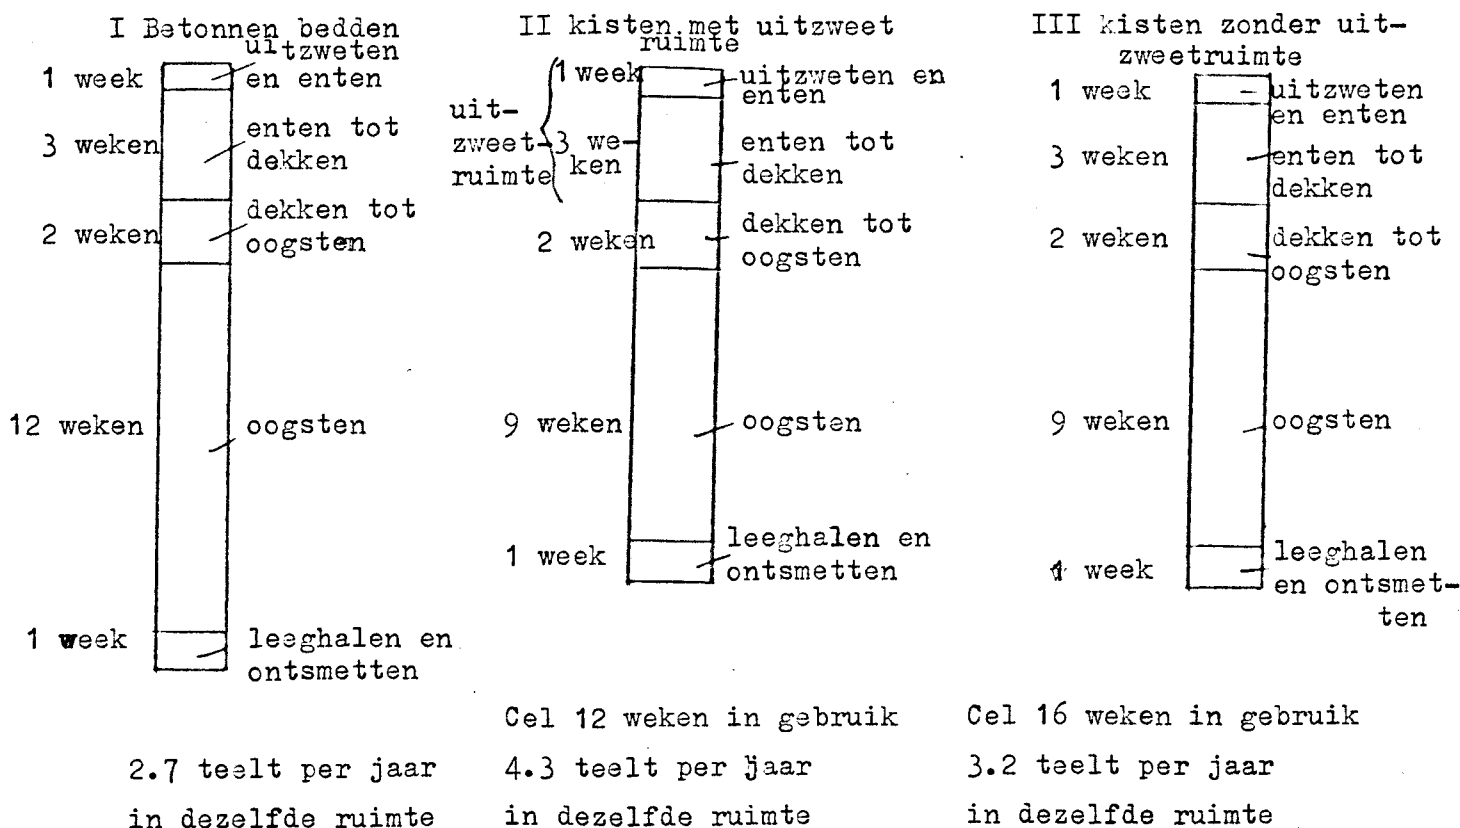 I Betonnen bedden
uitzweten
1 week
en enten
3 weken
enten tot
dekken
2 weken
dekken tot
oogsten
12 weken
oogsten
1 week
leeghalen en
ontsmetten
2.7 teelt per jaar
in dezelfde ruimte
II kisten met uitzweet
ruimte
uit-
zweet-
ruimte
1 week
uitzweten en
enten
3 we-
ken
enten tot
dekken
2 weken
dekken tot
oogsten
9 weken
oogsten
1 week
leeghalen en
ontsmetten
Cel 12 weken in gebruik
4.3 teelt per jaar
in dezelfde ruimte
III kisten zonder uit-
zweetruimte
1 week
uitzweten
en enten
3 weken
enten tot
dekken
2 weken
dekken tot
oogsten
9 weken
oogsten
1 week
leeghalen
en ontsmet-
ten
Cel 16 weken in gebruik
3.2 teelt per jaar
in dezelfde ruimte